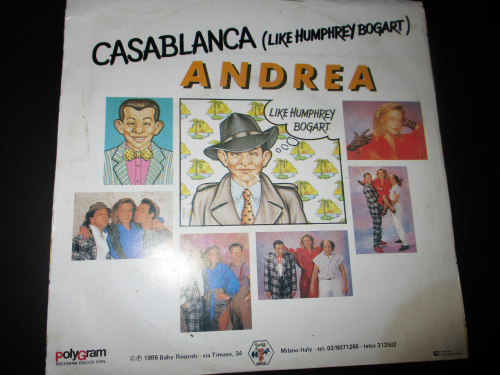 CASABLANCA (LIKE HUMPHREY BOGART)
ANDREA
LIKE HUMPHREY
BOGART
polyGram
©℗ 1986 Baby Records - via Timavo, 34
Milano-Italy - tel. 02/6071266 - telex 313502